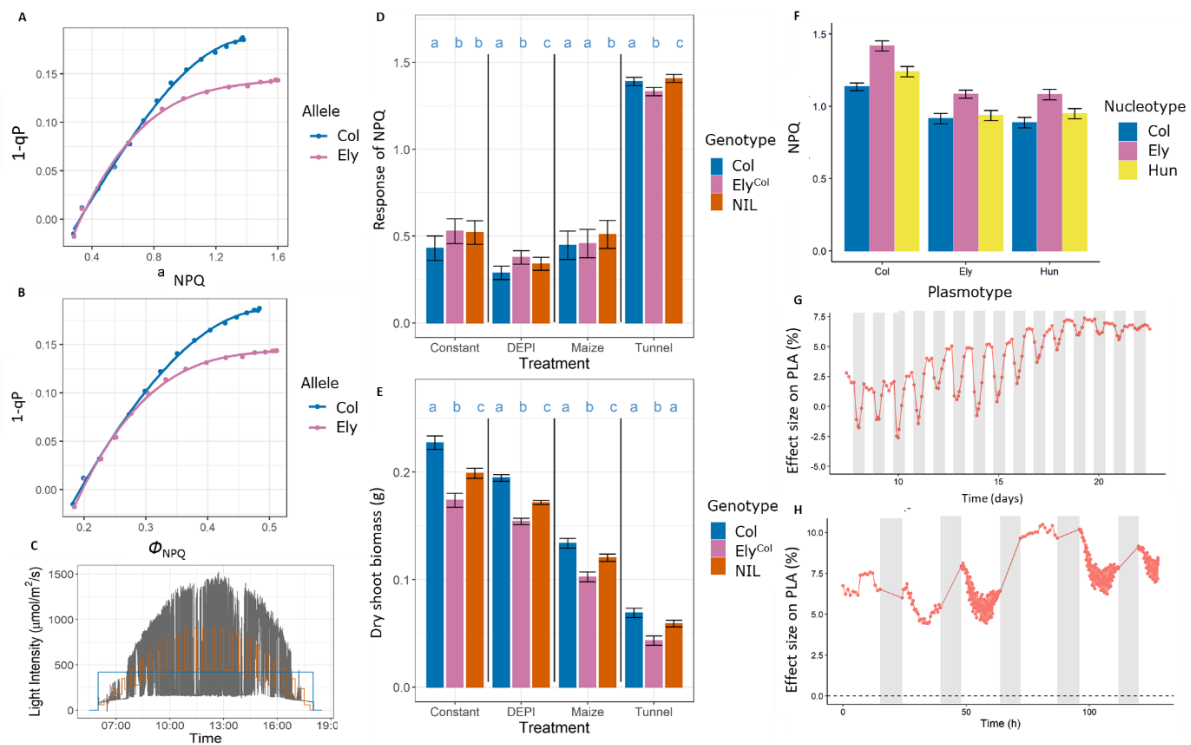 A
1-qP
0.15
0.10
0.05
0.00
0.4
0.8
1.2
1.6
a NPQ
Allele
Col
Ely
B
1-qP
0.15
0.10
0.05
0.00
0.2
0.3
0.4
0.5
ΦNPQ
Allele
Col
Ely
C
Light Intensity (μmol/m²/s)
1500
1000
500
0
07:00
10:00
13:00
16:00
19:0
Time
D
a b b a b c a a b a b c
Response of NPQ
1.5
1.0
0.5
0.0
Constant
DEPI
Maize
Tunnel
Treatment
Genotype
Col
ElyCol
NIL
E
a b c a b c a b c a b a
Dry shoot biomass (g)
0.2
0.1
0.0
Constant
DEPI
Maize
Tunnel
Treatment
Genotype
Col
ElyCol
NIL
F
NPQ
1.5
1.0
0.5
0.0
Col
Ely
Hun
Plasmotype
Nucleotype
Col
Ely
Hun
G
Effect size on PLA (%)
7.5
5.0
2.5
0.0
-2.5
-5.0
10
15
20
Time (days)
H
Effect size on PLA (%)
10.0
7.5
5.0
2.5
0.0
0
50
100
Time (h)